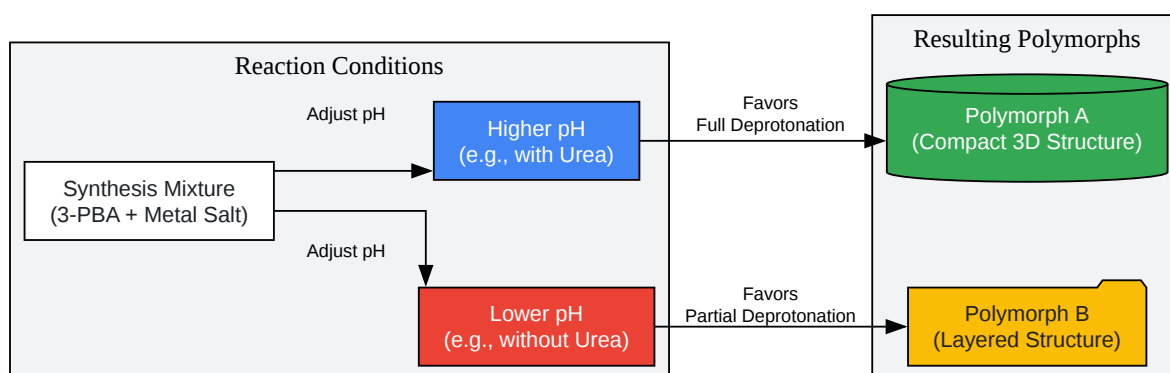 Reaction Conditions
Synthesis Mixture
(3-PBA + Metal Salt)
Adjust pH
Adjust pH
Higher pH
(e.g., with Urea)
Lower pH
(e.g., without Urea)
Favors
Full Deprotonation
Favors
Partial Deprotonation
Resulting Polymorphs
Polymorph A
(Compact 3D Structure)
Polymorph B
(Layered Structure)